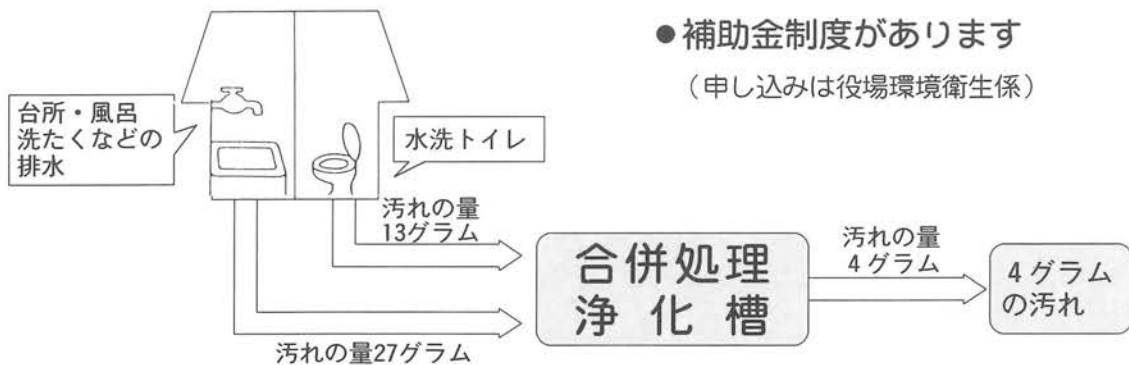 ●補助金制度があります
（申し込みは役場環境衛生係）
台所・風呂
洗たくなどの
排水
水洗トイレ
汚れの量
13グラム
汚れの量27グラム
合併処理
浄化槽
汚れの量
4グラム
4グラム
の汚れ